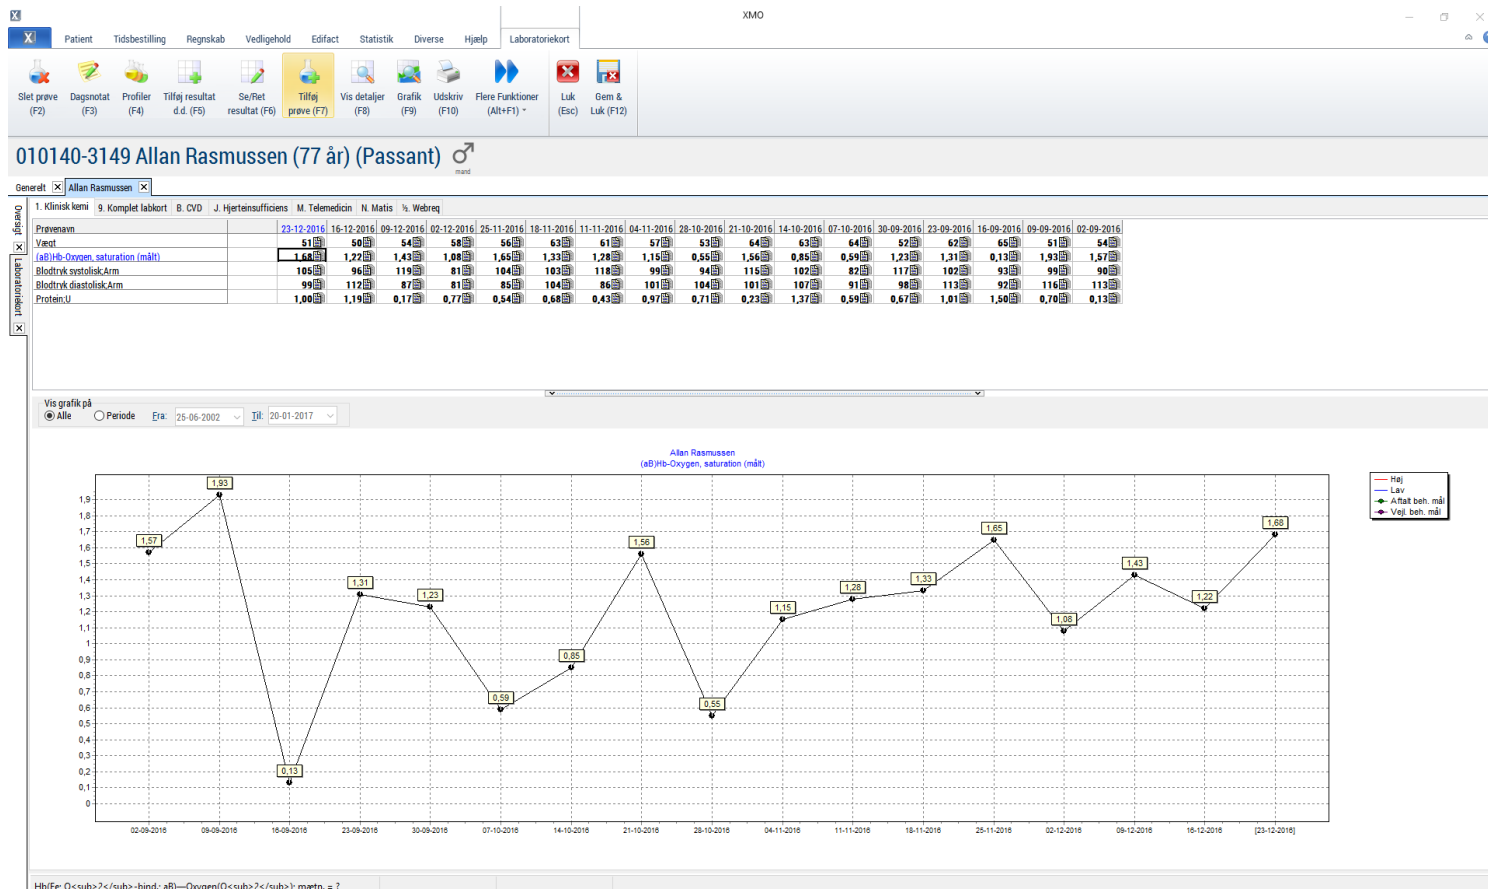 XMO
X Patient Tidsbestilling Regnskab Vedligehold Edifact Statistik Diverse Hjælp Laboratoriekort
Slet prøve (F2)
Dagsnotat (F3)
Profiler (F4)
Tilføj resultat d.d. (F5)
Se/Ret resultat (F6)
Tilføj prøve (F7)
Vis detaljer (F8)
Grafik (F9)
Udskriv (F10)
Flere Funktioner (Alt+F1)
Luk (Esc)
Gem & Luk (F12)
010140-3149 Allan Rasmussen (77 år) (Passant)
mand
Generelt Allan Rasmussen
Oversigt
Laboratoriekort
1. Klinisk kemi 9. Komplet labkort B. CVD J. Hjerteinsufficiens M. Telemedicin N. Matis ½. Webreq
Prøvenavn 23-12-2016 16-12-2016 09-12-2016 02-12-2016 25-11-2016 18-11-2016 11-11-2016 04-11-2016 28-10-2016 21-10-2016 14-10-2016 07-10-2016 30-09-2016 23-09-2016 16-09-2016 09-09-2016 02-09-2016
Vægt 51 50 54 58 56 63 61 57 53 64 63 64 52 62 65 51 54
(aB)Hb-Oxygen, saturation (målt) 1,68 1,22 1,43 1,08 1,65 1,33 1,28 1,15 0,55 1,56 0,85 0,59 1,23 1,31 0,13 1,93 1,57
Blodtryk systolisk;Arm 105 96 119 81 104 103 118 99 94 115 102 82 117 102 93 99 90
Blodtryk diastolisk;Arm 99 112 87 81 85 104 86 101 104 101 107 91 98 113 92 116 113
Protein;U 1,00 1,19 0,17 0,77 0,54 0,68 0,43 0,97 0,71 0,23 1,37 0,59 0,67 1,01 1,50 0,70 0,13
Vis grafik på
Alle Periode Fra: 25-06-2002 Til: 20-01-2017
Allan Rasmussen
(aB)Hb-Oxygen, saturation (målt)
Høj
Lav
Aftalt beh. mål
Vejl. beh. mål
1,9
1,8
1,7
1,6
1,5
1,4
1,3
1,2
1,1
1
0,9
0,8
0,7
0,6
0,5
0,4
0,3
0,2
0,1
0
1,57 1,93 0,13 1,31 1,23 0,59 0,85 1,56 0,55 1,15 1,28 1,33 1,65 1,08 1,43 1,22 1,68
02-09-2016 09-09-2016 16-09-2016 23-09-2016 30-09-2016 07-10-2016 14-10-2016 21-10-2016 28-10-2016 04-11-2016 11-11-2016 18-11-2016 25-11-2016 02-12-2016 09-12-2016 16-12-2016 [23-12-2016]
Hb(Fe; O<sub>2</sub>-bind.; aB)—Oxygen(O<sub>2</sub>); mætn. = ?